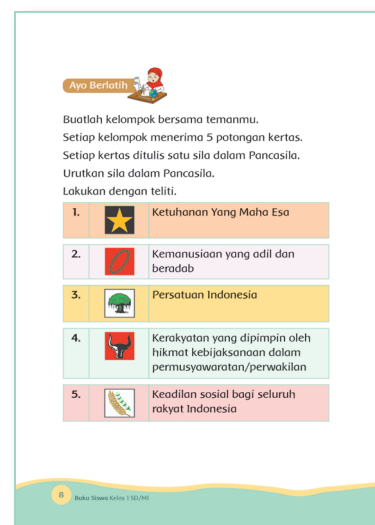 Ayo Berlatih
Buatlah kelompok bersama temanmu.
Setiap kelompok menerima 5 potongan kertas.
Setiap kertas ditulis satu sila dalam Pancasila.
Urutkan sila dalam Pancasila.
Lakukan dengan teliti.
1. Ketuhanan Yang Maha Esa
2. Kemanusiaan yang adil dan
beradab
3. Persatuan Indonesia
4. Kerakyatan yang dipimpin oleh
hikmat kebijaksanaan dalam
permusyawaratan/perwakilan
5. Keadilan sosial bagi seluruh
rakyat Indonesia
8 Buku Siswa Kelas 1 SD/MI